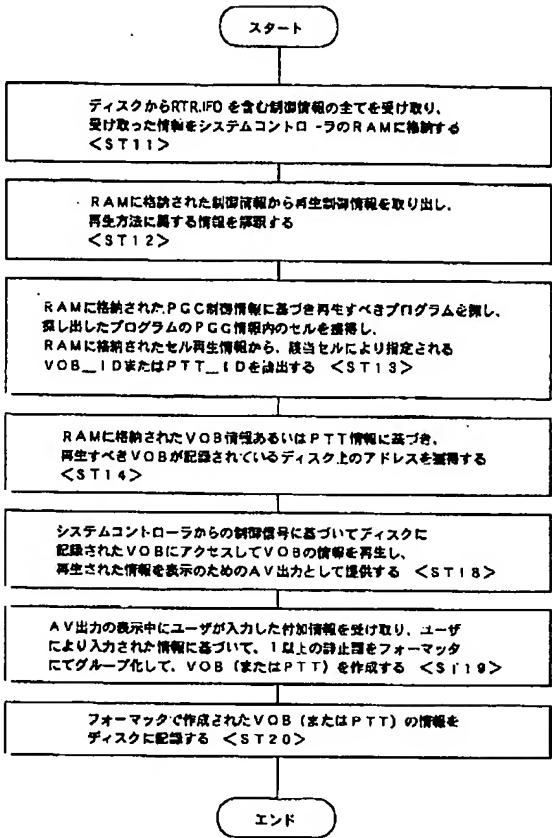 スタート
ディスクからRTR.IFOを含む制御情報の全てを受け取り、
受け取った情報をシステムコントローラのRAMに格納する
<ST11>
RAMに格納された制御情報から再生制御情報を取り出し、
再生方法に属する情報を解釈する
<ST12>
RAMに格納されたPGC制御情報に基づき再生すべきプログラムを探し、
探し出したプログラムのPGC情報内のセルを獲得し、
RAMに格納されたセル再生情報から、該当セルにより指定される
VOB_IDまたはPTT_IDを読出する <ST13>
RAMに格納されたVOB情報あるいはPTT情報に基づき、
再生すべきVOBが記録されているディスク上のアドレスを獲得する
<ST14>
システムコントローラからの制御信号に基づいてディスクに
記録されたVOBにアクセスしてVOBの情報を再生し、
再生された情報を表示のためのAV出力として提供する <ST18>
AV出力の表示中にユーザが入力した付加情報を受け取り、ユーザ
により入力された情報に基づいて、1以上の静止画をフォーマッタ
にてグループ化して、VOB(またはPTT)を作成する <ST19>
フォーマッタで作成されたVOB(またはPTT)の情報を
ディスクに記録する <ST20>
エンド